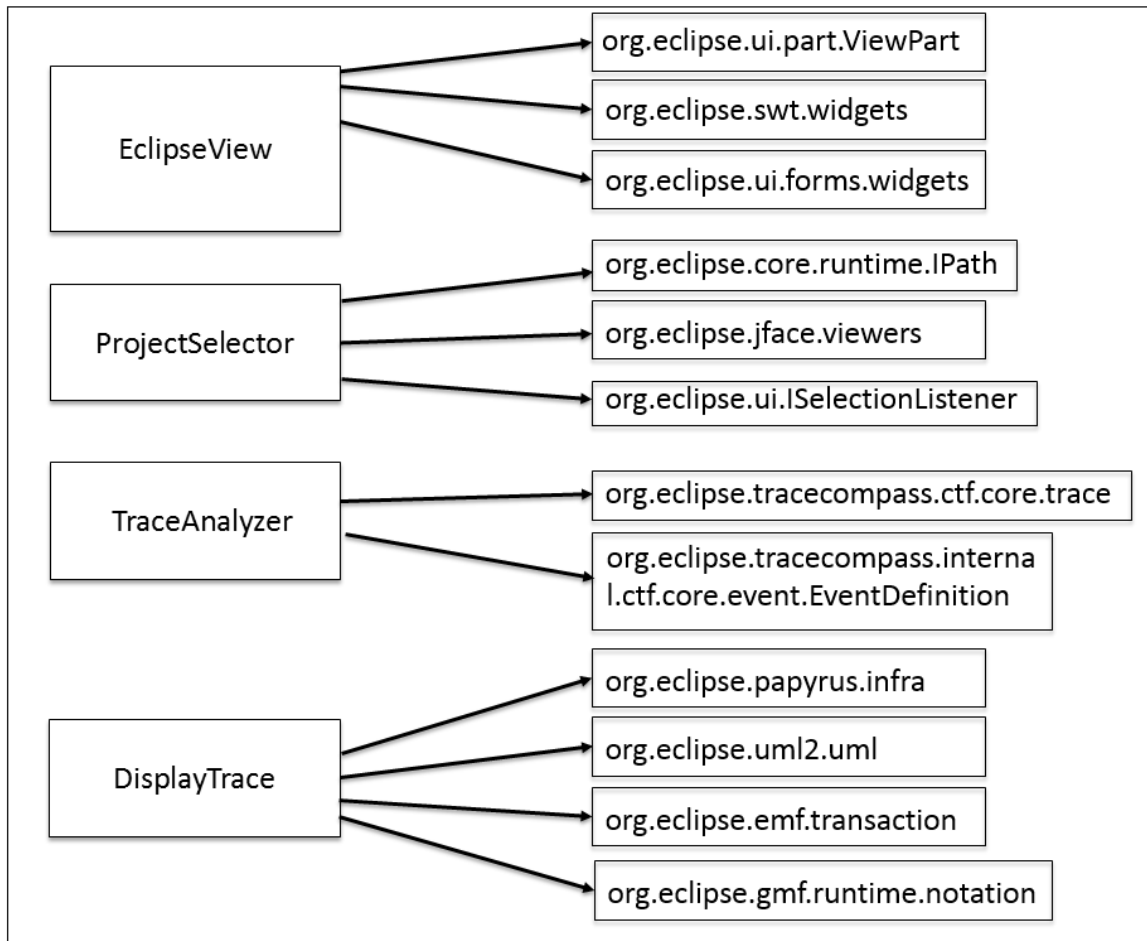 EclipseView
org.eclipse.ui.part.ViewPart
org.eclipse.swt.widgets
org.eclipse.ui.forms.widgets
ProjectSelector
org.eclipse.core.runtime.IPath
org.eclipse.jface.viewers
org.eclipse.ui.ISelectionListener
TraceAnalyzer
org.eclipse.tracecompass.ctf.core.trace
org.eclipse.tracecompass.interna
l.ctf.core.event.EventDefinition
DisplayTrace
org.eclipse.papyrus.infra
org.eclipse.uml2.uml
org.eclipse.emf.transaction
org.eclipse.gmf.runtime.notation